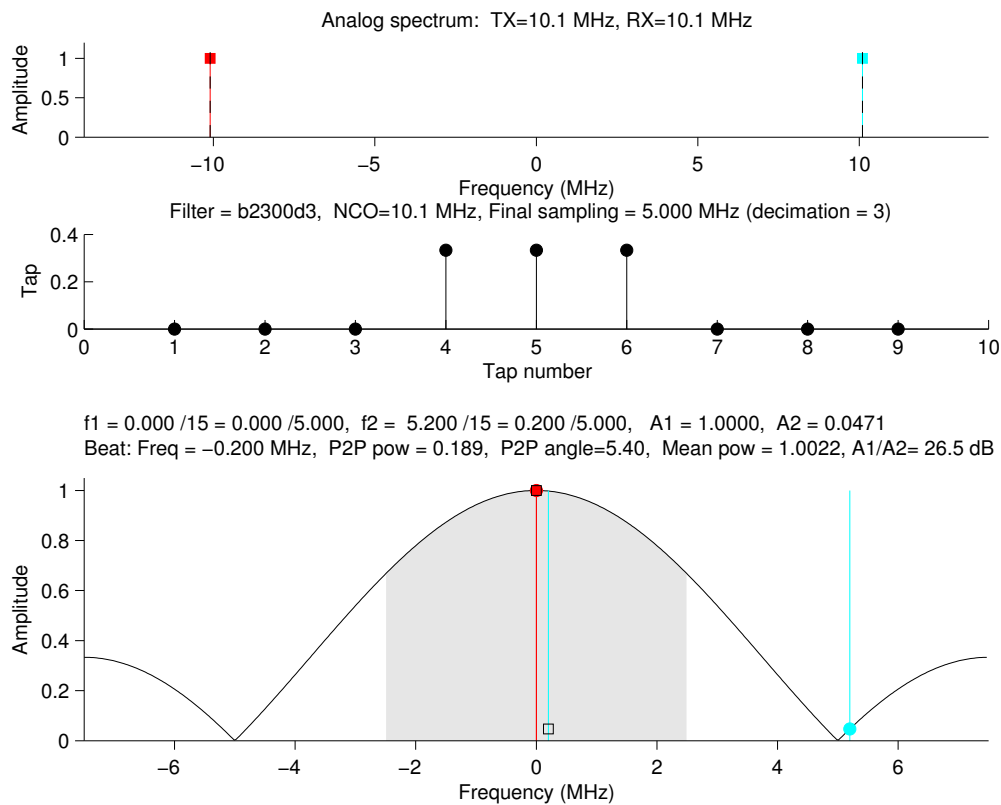 Analog spectrum:  TX=10.1 MHz, RX=10.1 MHz
Amplitude
1
0.5
0
−10 −5 0 5 10
Frequency (MHz)
Filter = b2300d3,  NCO=10.1 MHz, Final sampling = 5.000 MHz (decimation = 3)
Tap
0.4
0.2
0
0 1 2 3 4 5 6 7 8 9 10
Tap number
f1 = 0.000 /15 = 0.000 /5.000,  f2 =  5.200 /15 = 0.200 /5.000,   A1 = 1.0000,  A2 = 0.0471
Beat: Freq = −0.200 MHz,  P2P pow = 0.189,  P2P angle=5.40,  Mean pow = 1.0022, A1/A2= 26.5 dB
Amplitude
1
0.8
0.6
0.4
0.2
0
−6 −4 −2 0 2 4 6
Frequency (MHz)